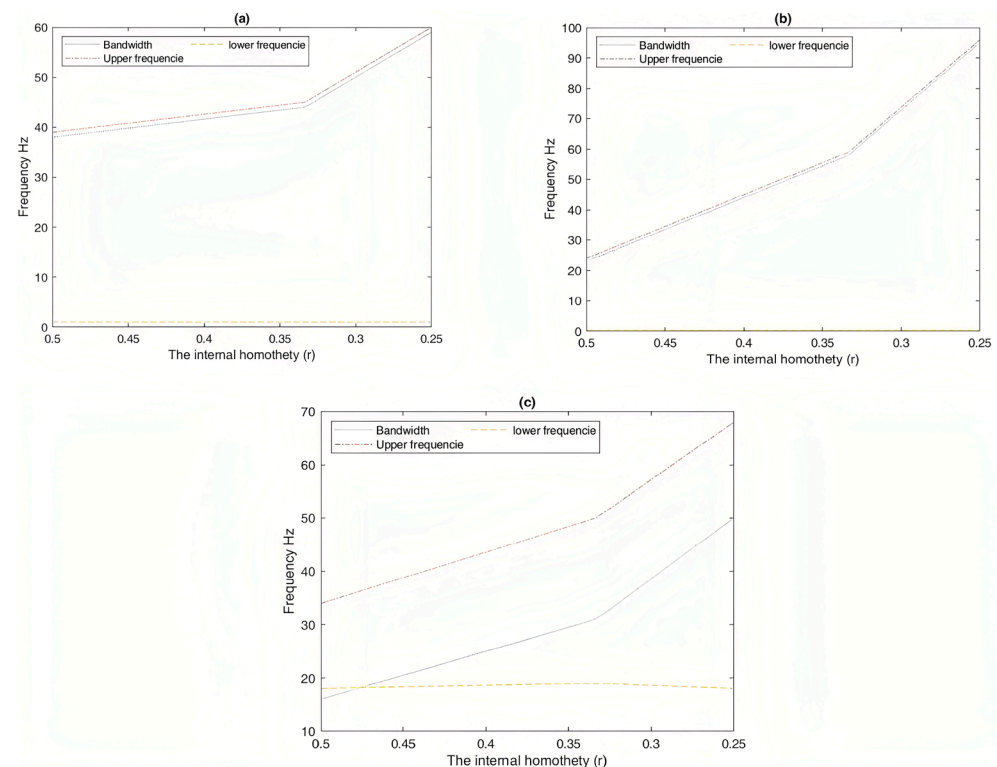 (a)
Bandwidth
Upper frequencie
lower frequencie
60
50
40
30
20
10
0
Frequency Hz
0.5
0.45
0.4
0.35
0.3
0.25
The internal homothety (r)
(b)
Bandwidth
Upper frequencie
lower frequencie
100
90
80
70
60
50
40
30
20
10
0
Frequency Hz
0.5
0.45
0.4
0.35
0.3
0.25
The internal homothety (r)
(c)
Bandwidth
Upper frequencie
lower frequencie
70
60
50
40
30
20
10
Frequency Hz
0.5
0.45
0.4
0.35
0.3
0.25
The internal homothety (r)